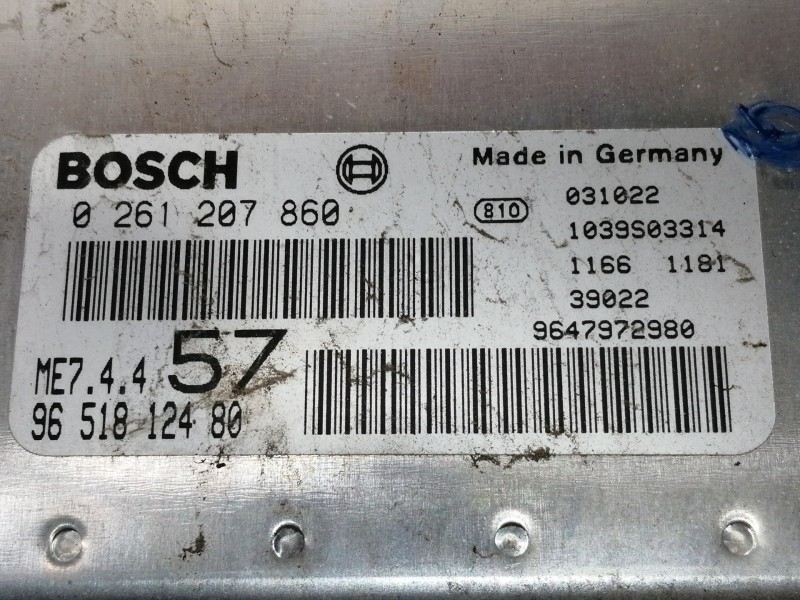 BOSCH
Made in Germany
0 261 207 860
810
031022
1039S03314
1166 1181
39022
9647972980
ME7.4.4 57
96 518 124 80